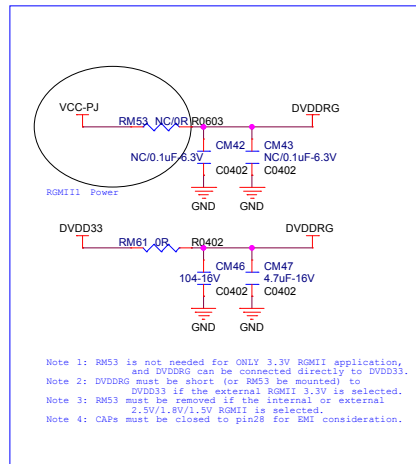 VCC-PJ
DVDDRG
RM53 NC/0R R0603
CM42
CM43
NC/0.1uF-6.3V
NC/0.1uF-6.3V
C0402
C0402
RGMII1 Power
GND
GND
DVDD33
DVDDRG
RM61 0R
R0402
CM46
CM47
104-16V
4.7uF-16V
C0402
C0402
GND
GND
Note 1: RM53 is not needed for ONLY 3.3V RGMII application,
and DVDDRG can be connected directly to DVDD33.
Note 2: DVDDRG must be short (or RM53 be mounted) to
DVDD33 if the external RGMII 3.3V is selected.
Note 3: RM53 must be removed if the internal or external
2.5V/1.8V/1.5V RGMII is selected.
Note 4: CAPs must be closed to pin28 for EMI consideration.